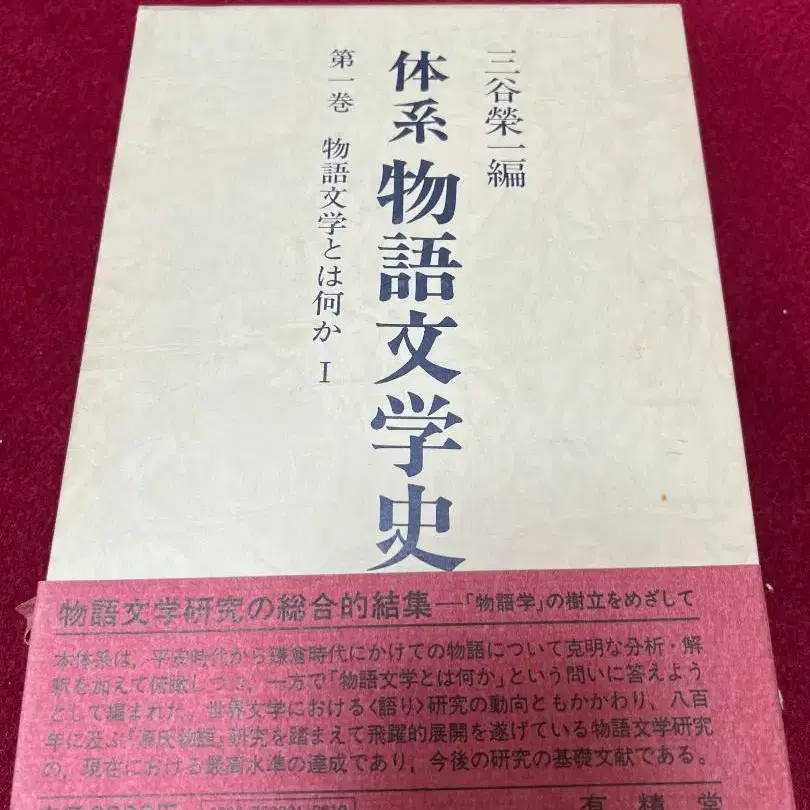 三谷榮一編
体系 物語文学史
第一巻 物語文学とは何か Ⅰ
物語文学研究の総合的結集──「物語学」の樹立をめざして
本体系は、平安時代から鎌倉時代にかけての物語について克明な分析・解
釈を加えて俯瞰しつつ、一方で「物語文学とは何か」という問いに答えよう
として編まれた。世界文学における〈語り〉研究の動向ともかかわり、八百
年に及ぶ『源氏物語』研究を踏まえて飛躍的展開を遂げている物語文学研究
の、現在における最高水準の達成であり、今後の研究の基礎文献である。
有精堂